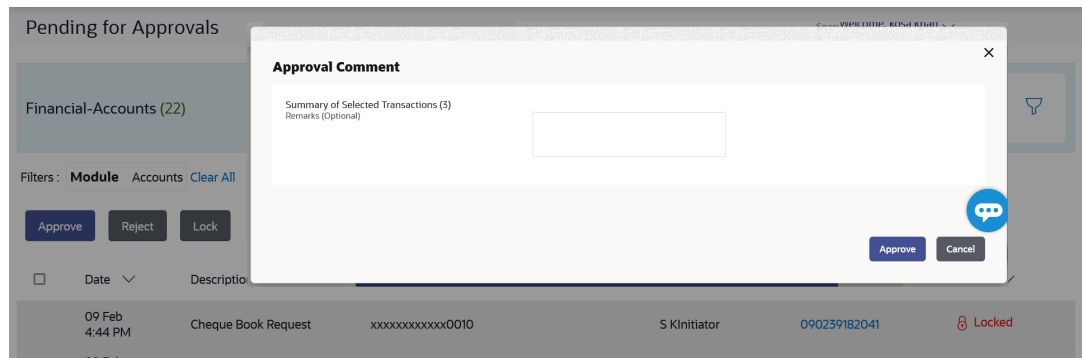 Pending for Approvals
Welcome, Rosa Khan
Approval Comment
Summary of Selected Transactions (3)
Remarks (Optional)
Financial-Accounts (22)
Filters : Module Accounts Clear All
Approve Reject Lock
Approve Cancel
Date Descriptio
09 Feb
4:44 PM
Cheque Book Request xxxxxxxxxxxx0010 S KInitiator 090239182041 Locked